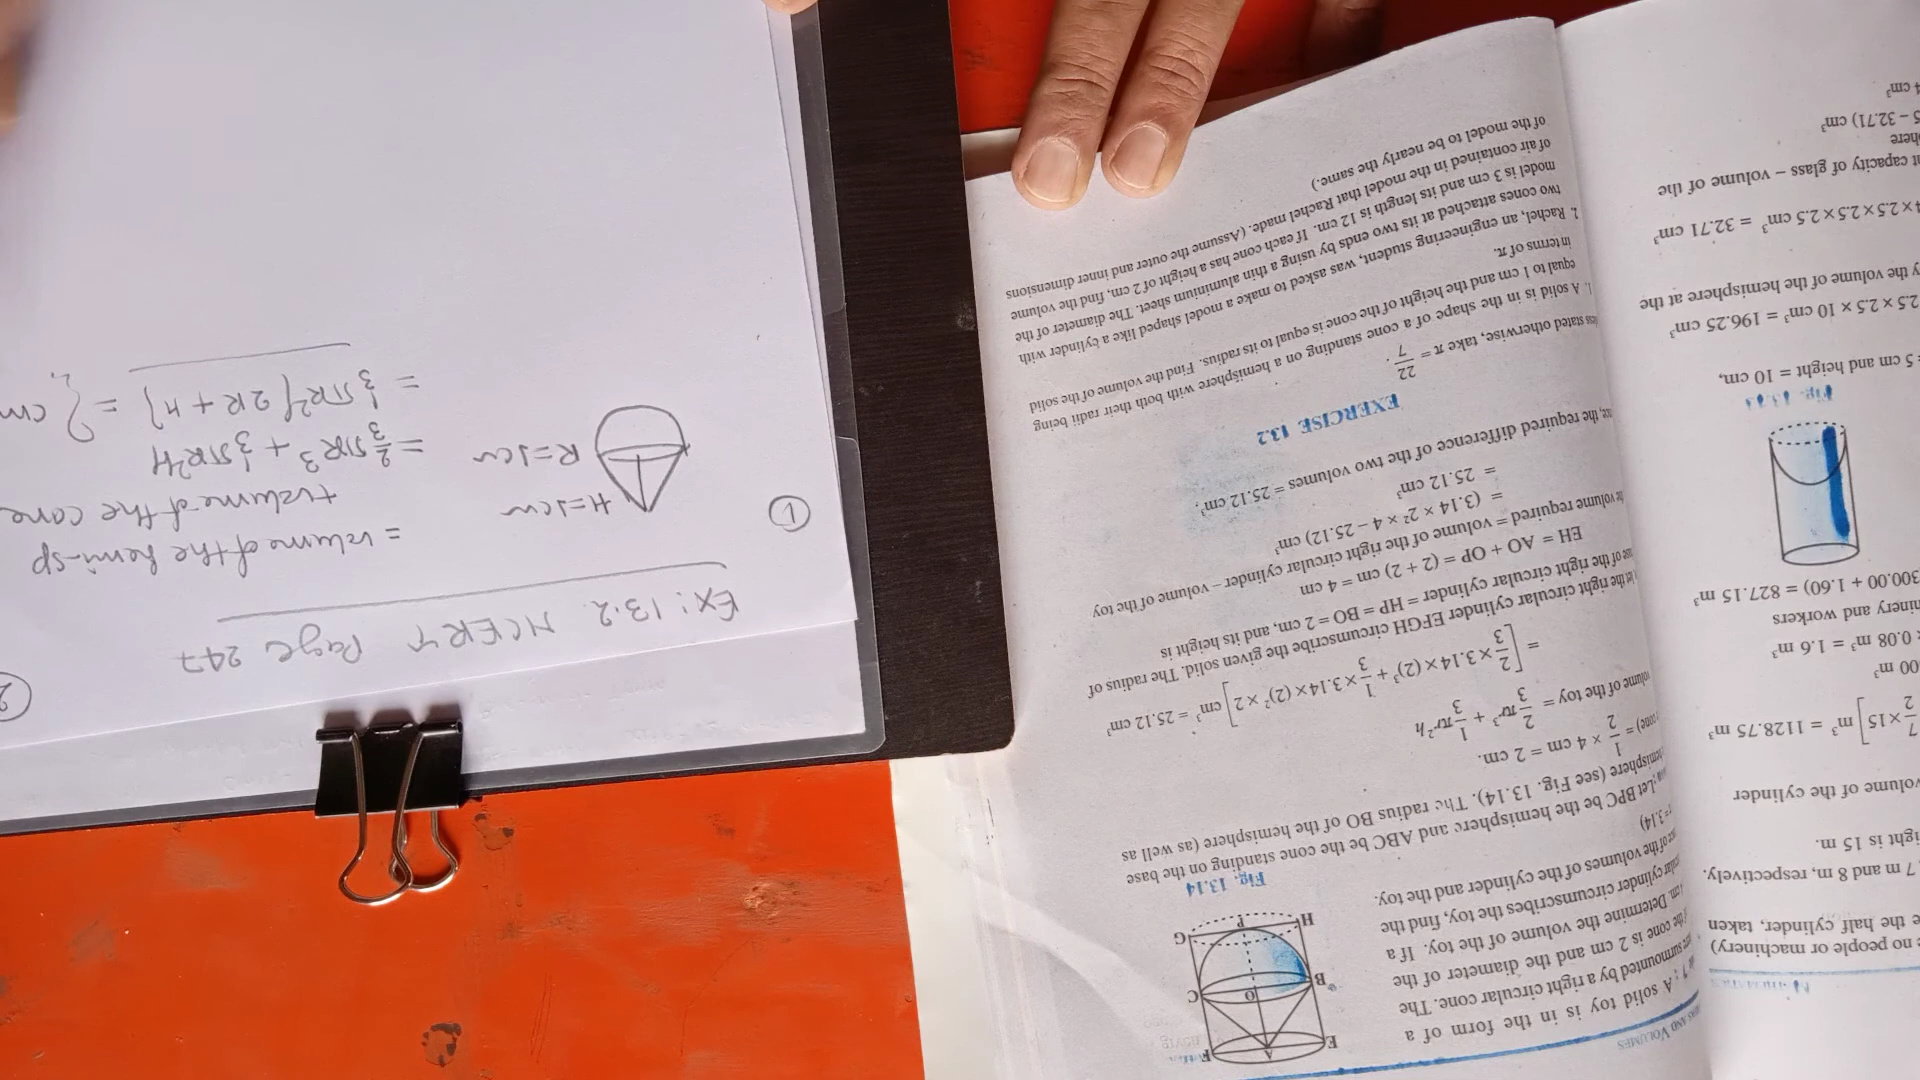 Ex: 13.2 NCERT Page 247
①
②
H=1cm
R=1cm
= volume of the hemi-sp
+volume of the cone
= 2/3 πR³ + 1/3 πR²H
= 1/3 πR² {2R + H} = ? cm
AND VOLUMES
A solid toy is in the form of a
surmounted by a right circular cone. The
the cone is 2 cm and the diameter of the
cm. Determine the volume of the toy. If a
cylinder circumscribes the toy, find the
of the volumes of the cylinder and the toy.
= 3.14)
E
A
F
B
O
C
H
P
G
Fig. 13.14
Let BPC be the hemisphere and ABC be the cone standing on the base
hemisphere (see Fig. 13.14). The radius BO of the hemisphere (as well as
cone) = 1/2 × 4 cm = 2 cm.
volume of the toy = 2/3 πr³ + 1/3 πr²h
= [2/3 × 3.14 × (2)³ + 1/3 × 3.14 × (2)² × 2] cm³ = 25.12 cm³
let the right circular cylinder EFGH circumscribe the given solid. The radius of
of the right circular cylinder = HP = BO = 2 cm, and its height is
EH = AO + OP = (2 + 2) cm = 4 cm
volume required = volume of the right circular cylinder – volume of the toy
= (3.14 × 2² × 4 – 25.12) cm³
= 25.12 cm³
the required difference of the two volumes = 25.12 cm³.
EXERCISE 13.2
stated otherwise, take π = 22/7.
1. A solid is in the shape of a cone standing on a hemisphere with both their radii being
equal to 1 cm and the height of the cone is equal to its radius. Find the volume of the solid
in terms of π.
2. Rachel, an engineering student, was asked to make a model shaped like a cylinder with
two cones attached at its two ends by using a thin aluminium sheet. The diameter of the
model is 3 cm and its length is 12 cm. If each cone has a height of 2 cm, find the volume
of air contained in the model that Rachel made. (Assume the outer and inner dimensions
of the model to be nearly the same.)
no people or machinery)
the half cylinder, taken
7 m and 8 m, respectively.
ight is 15 m.
volume of the cylinder
7/2 × 15] m³ = 1128.75 m³
00 m³
0.08 m³ = 1.6 m³
inery and workers
300.00 + 1.60) = 827.15 m³
Fig. 13.13
= 5 cm and height = 10 cm,
2.5 × 2.5 × 10 cm³ = 196.25 cm³
y the volume of the hemisphere at the
4 × 2.5 × 2.5 × 2.5 cm³ = 32.71 cm³
capacity of glass – volume of the
here
5 – 32.71) cm³
4 cm³